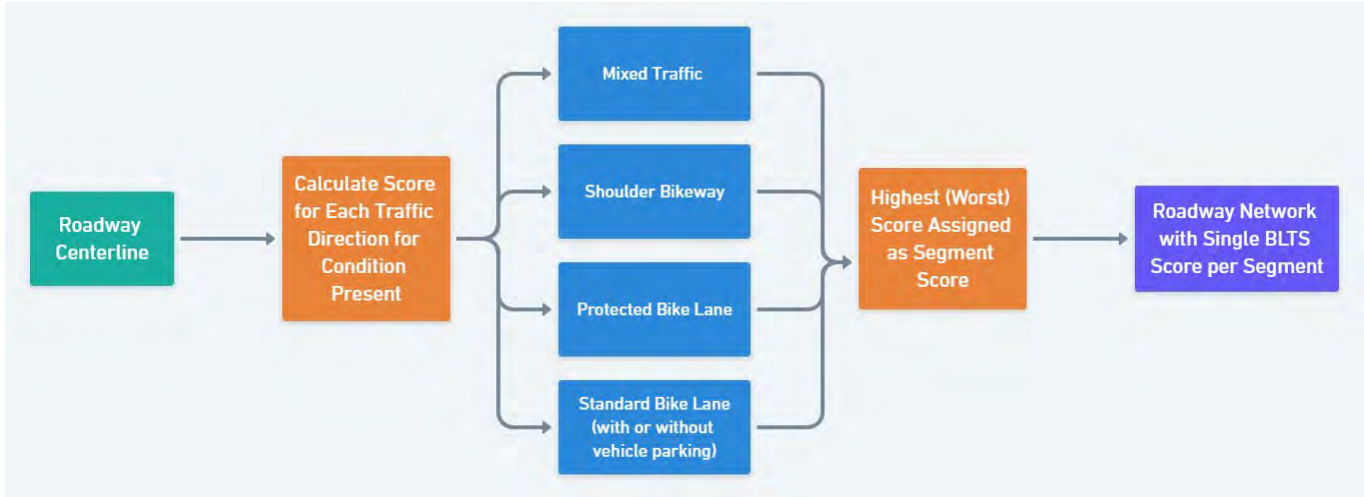 Roadway
Centerline
Calculate Score
for Each Traffic
Direction for
Condition
Present
Mixed Traffic
Shoulder Bikeway
Protected Bike Lane
Standard Bike Lane
(with or without
vehicle parking)
Highest (Worst)
Score Assigned
as Segment
Score
Roadway Network
with Single BLTS
Score per Segment